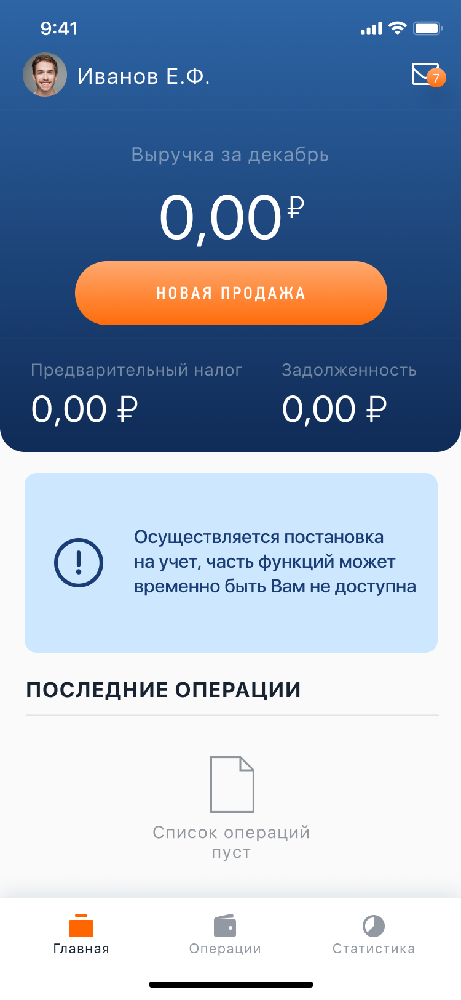 9:41
Иванов Е.Ф.
7
Выручка за декабрь
0,00 ₽
НОВАЯ ПРОДАЖА
Предварительный налог
Задолженность
0,00 ₽
0,00 ₽
Осуществляется постановка
на учет, часть функций может
временно быть Вам не доступна
ПОСЛЕДНИЕ ОПЕРАЦИИ
Список операций
пуст
Главная
Операции
Статистика